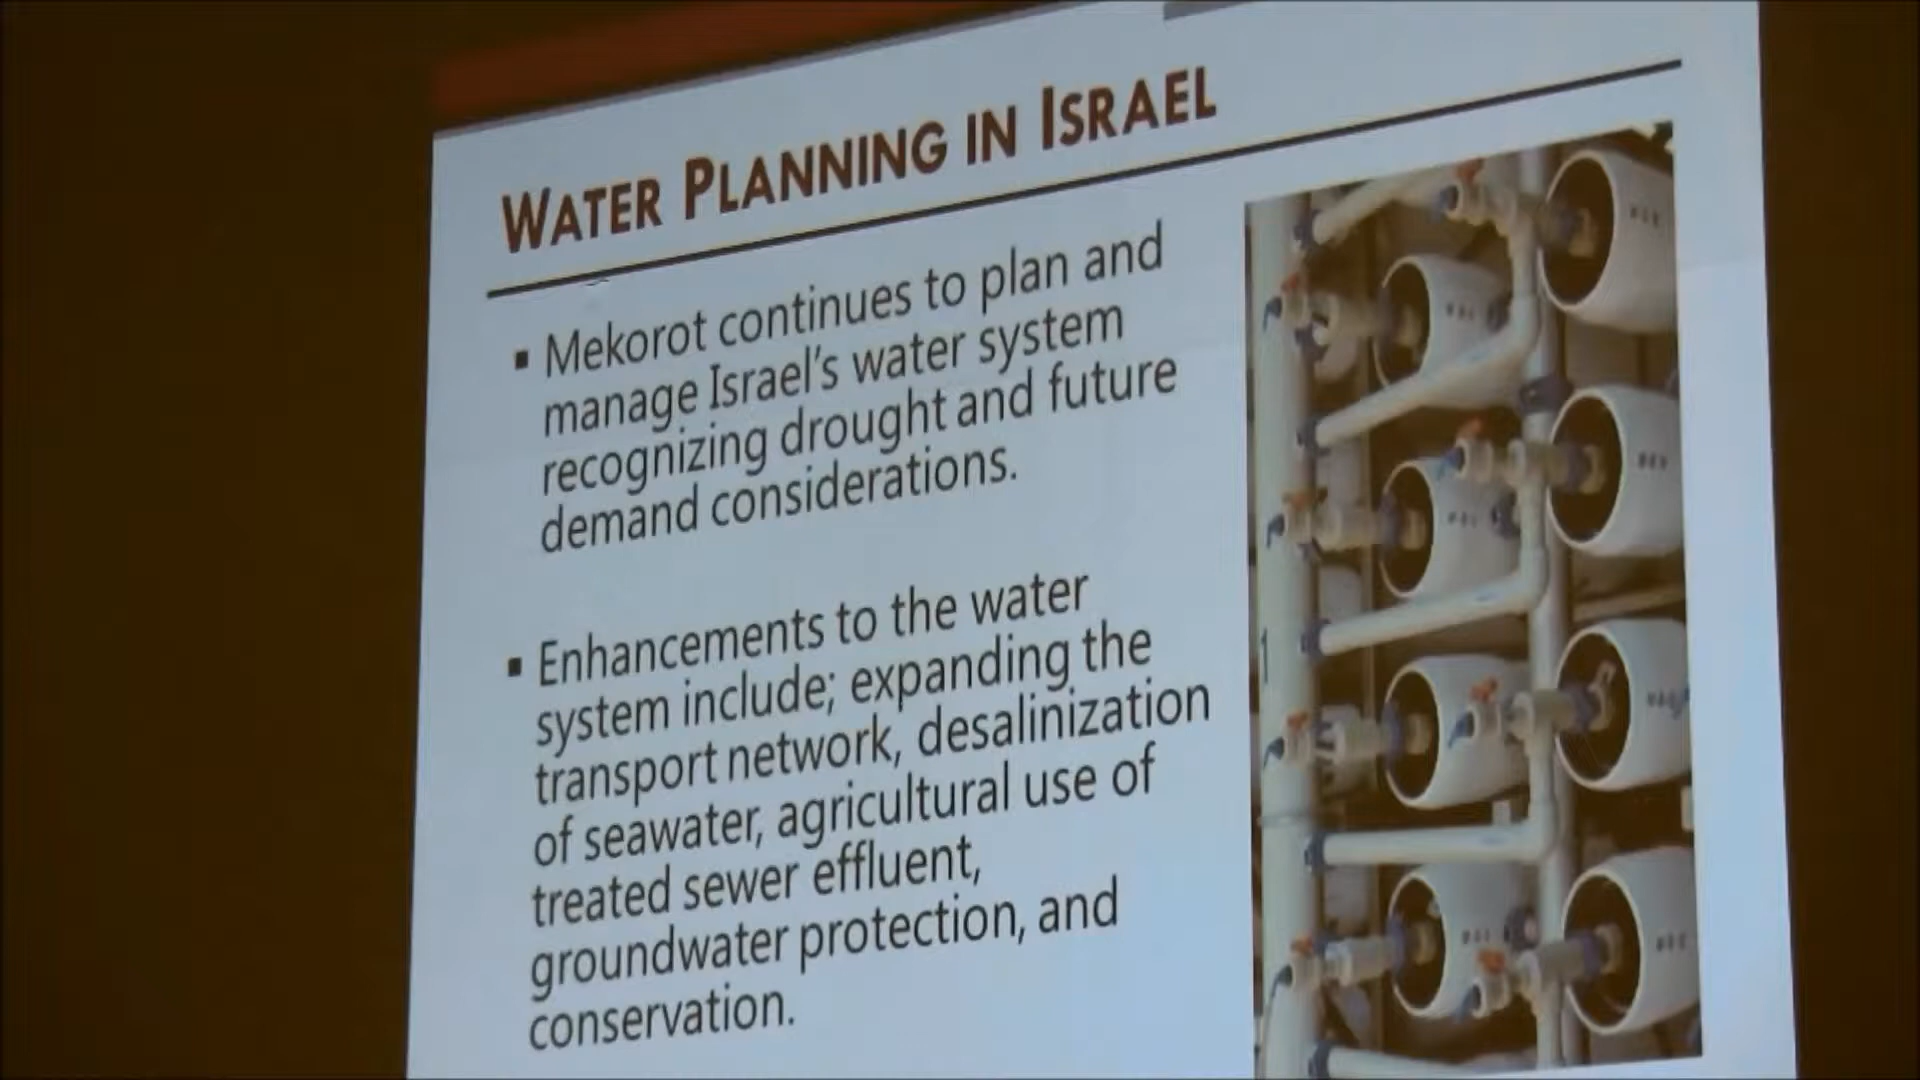 WATER PLANNING IN ISRAEL
▪ Mekorot continues to plan and
manage Israel's water system
recognizing drought and future
demand considerations.
▪ Enhancements to the water
system include; expanding the
transport network, desalinization
of seawater, agricultural use of
treated sewer effluent,
groundwater protection, and
conservation.